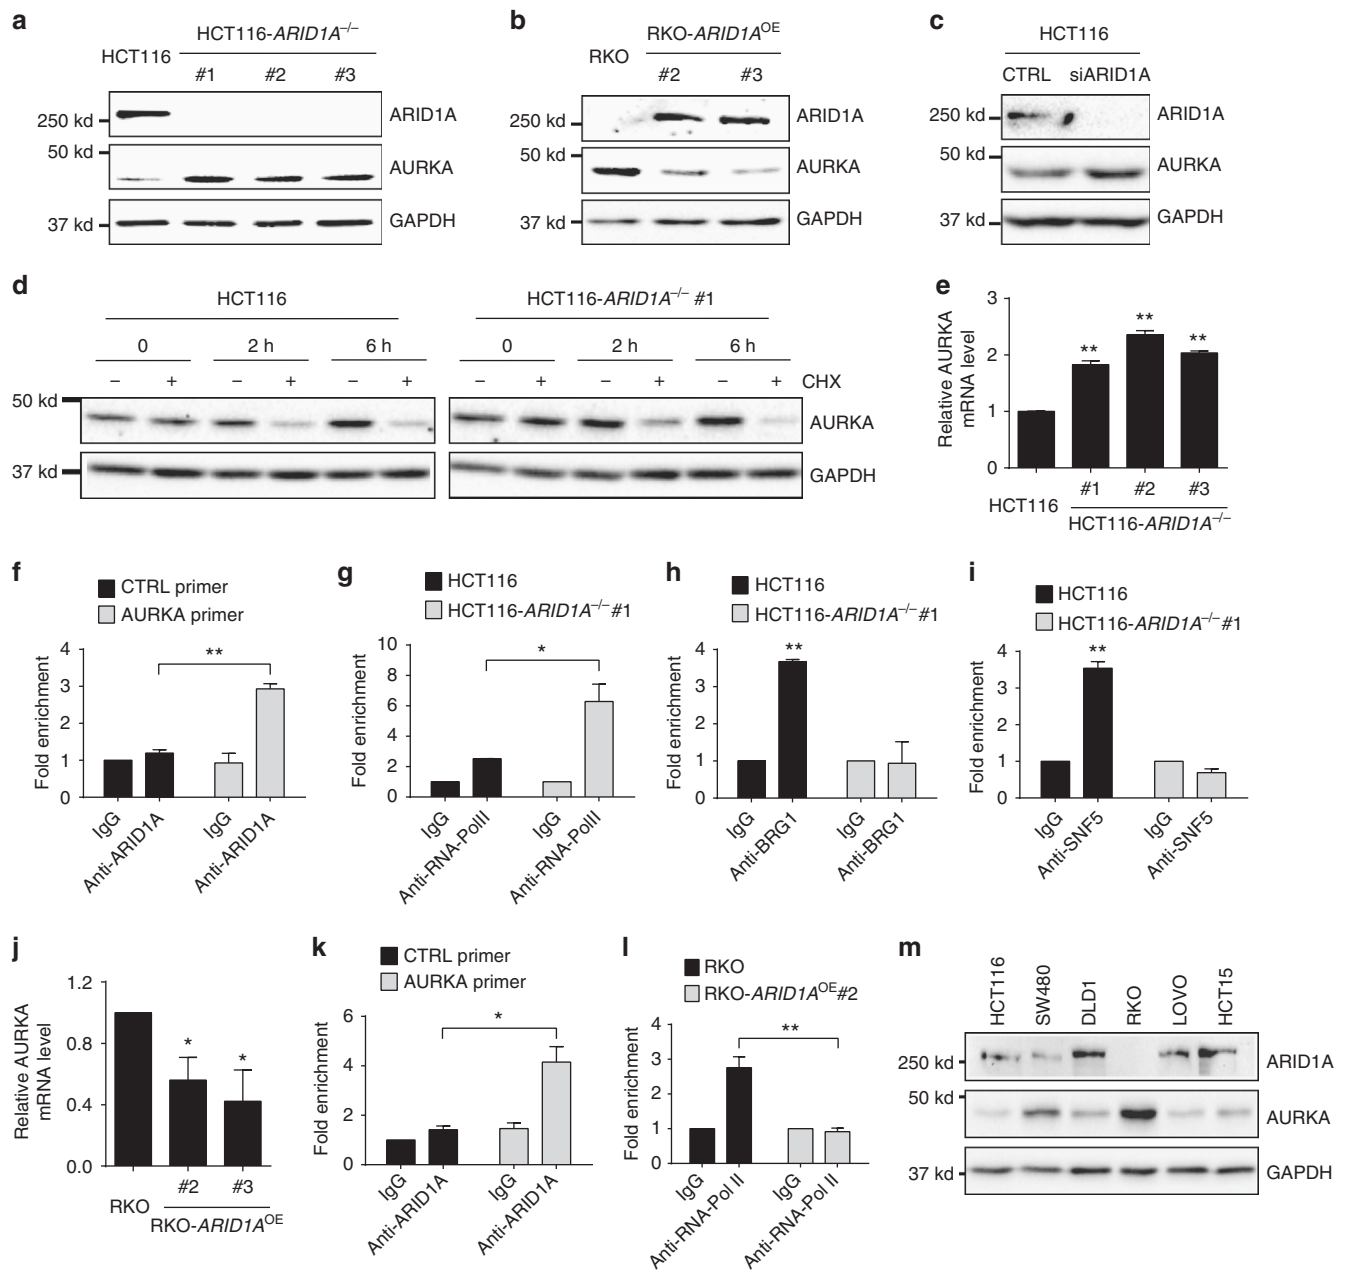 a
HCT116-ARID1A–/–
HCT116
#1 #2 #3
250 kd
ARID1A
50 kd
AURKA
37 kd
GAPDH
b
RKO-ARID1AOE
RKO
#2 #3
250 kd
ARID1A
50 kd
AURKA
37 kd
GAPDH
c
HCT116
CTRL siARID1A
250 kd
ARID1A
50 kd
AURKA
37 kd
GAPDH
d
HCT116
HCT116-ARID1A–/– #1
0 2 h 6 h 0 2 h 6 h
– + – + – + – + – + – + CHX
50 kd
AURKA
37 kd
GAPDH
e
Relative AURKA
mRNA level
3
2
1
0
** ** **
HCT116
#1 #2 #3
HCT116-ARID1A–/–
f
CTRL primer
AURKA primer
Fold enrichment
4
3
2
1
0
**
IgG
Anti-ARID1A
IgG
Anti-ARID1A
g
HCT116
HCT116-ARID1A–/–#1
Fold enrichment
10
8
6
4
2
0
*
IgG
Anti-RNA-PolII
IgG
Anti-RNA-PolII
h
HCT116
HCT116-ARID1A–/–#1
Fold enrichment
4
3
2
1
0
**
IgG
Anti-BRG1
IgG
Anti-BRG1
i
HCT116
HCT116-ARID1A–/–#1
Fold enrichment
4
3
2
1
0
**
IgG
Anti-SNF5
IgG
Anti-SNF5
j
Relative AURKA
mRNA level
1.2
0.8
0.4
0.0
* *
RKO
#2 #3
RKO-ARID1AOE
k
CTRL primer
AURKA primer
Fold enrichment
6
4
2
0
*
IgG
Anti-ARID1A
IgG
Anti-ARID1A
l
RKO
RKO-ARID1AOE#2
Fold enrichment
4
3
2
1
0
**
IgG
Anti-RNA-Pol II
IgG
Anti-RNA-Pol II
m
HCT116
SW480
DLD1
RKO
LOVO
HCT15
250 kd
ARID1A
50 kd
AURKA
37 kd
GAPDH